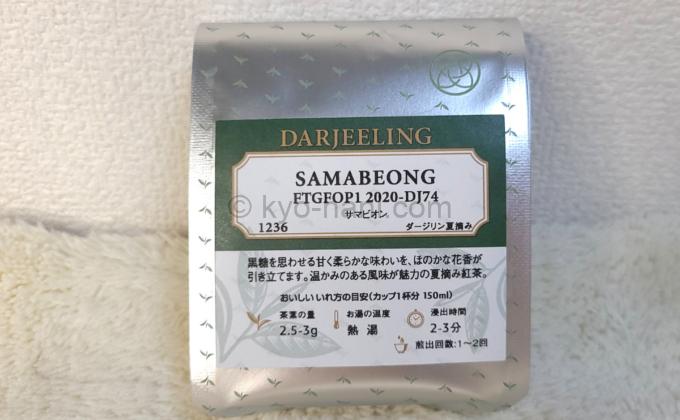 DARJEELING
SAMABEONG
FTGFOP1 2020-DJ74
© kyo-hani.com
サマビオン
1236 ダージリン夏摘み
黒糖を思わせる甘く柔らかな味わいを、ほのかな花香が
引き立てます。温かみのある風味が魅力の夏摘み紅茶。
おいしいいれ方の目安(カップ1杯分 150ml)
茶葉の量 お湯の温度 浸出時間
2.5-3g 熱湯 2-3分
煎出回数:1〜2回